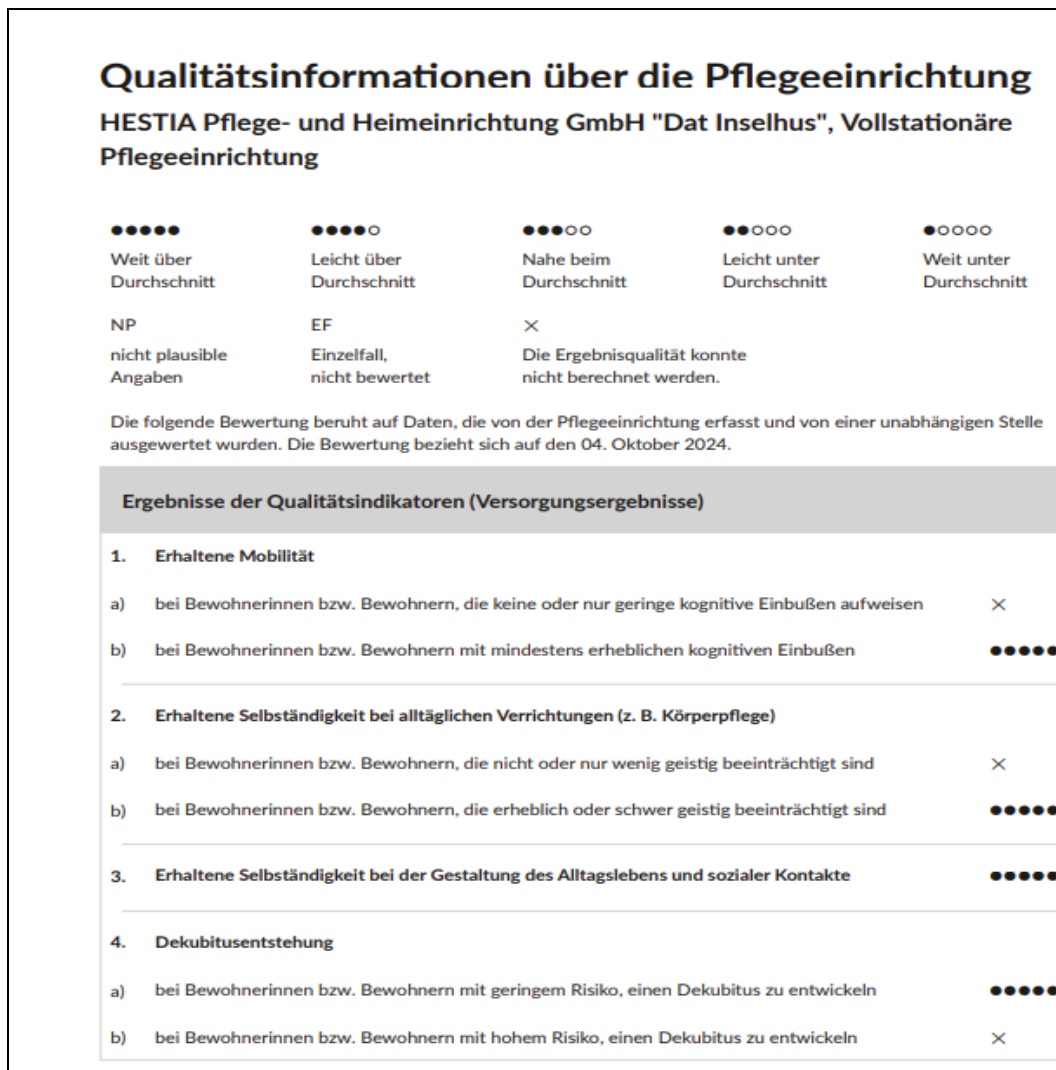 Qualitätsinformationen über die Pflegeeinrichtung
HESTIA Pflege- und Heimeinrichtung GmbH "Dat Inselhus", Vollstationäre
Pflegeeinrichtung
●●●●● ●●●●○ ●●●○○ ●●○○○ ●○○○○
Weit über Leicht über Nahe beim Leicht unter Weit unter
Durchschnitt Durchschnitt Durchschnitt Durchschnitt Durchschnitt
NP EF ×
nicht plausible Einzelfall, Die Ergebnisqualität konnte
Angaben nicht bewertet nicht berechnet werden.
Die folgende Bewertung beruht auf Daten, die von der Pflegeeinrichtung erfasst und von einer unabhängigen Stelle
ausgewertet wurden. Die Bewertung bezieht sich auf den 04. Oktober 2024.
Ergebnisse der Qualitätsindikatoren (Versorgungsergebnisse)
1. Erhaltene Mobilität
a) bei Bewohnerinnen bzw. Bewohnern, die keine oder nur geringe kognitive Einbußen aufweisen ×
b) bei Bewohnerinnen bzw. Bewohnern mit mindestens erheblichen kognitiven Einbußen ●●●●●
2. Erhaltene Selbständigkeit bei alltäglichen Verrichtungen (z. B. Körperpflege)
a) bei Bewohnerinnen bzw. Bewohnern, die nicht oder nur wenig geistig beeinträchtigt sind ×
b) bei Bewohnerinnen bzw. Bewohnern, die erheblich oder schwer geistig beeinträchtigt sind ●●●●●
3. Erhaltene Selbständigkeit bei der Gestaltung des Alltagslebens und sozialer Kontakte ●●●●●
4. Dekubitusentstehung
a) bei Bewohnerinnen bzw. Bewohnern mit geringem Risiko, einen Dekubitus zu entwickeln ●●●●●
b) bei Bewohnerinnen bzw. Bewohnern mit hohem Risiko, einen Dekubitus zu entwickeln ×